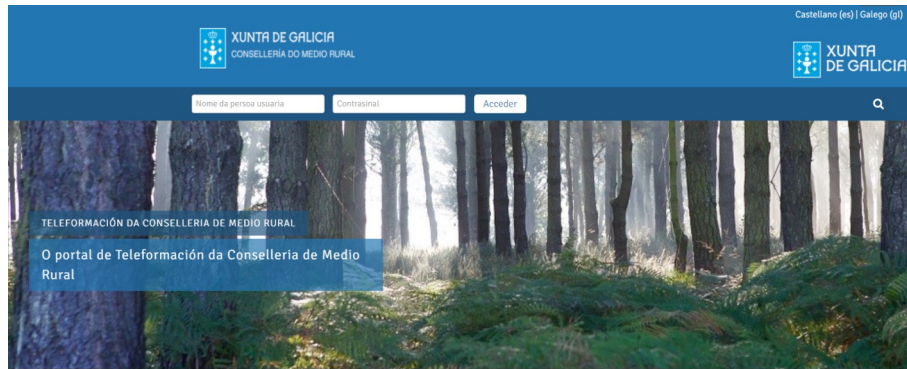 Castellano (es) | Galego (gl)
XUNTA DE GALICIA
CONSELLERÍA DO MEDIO RURAL
XUNTA
DE GALICIA
Nome da persoa usuaria
Contrasinal
Acceder
TELEFORMACIÓN DA CONSELLERIA DE MEDIO RURAL
O portal de Teleformación da Conselleria de Medio
Rural